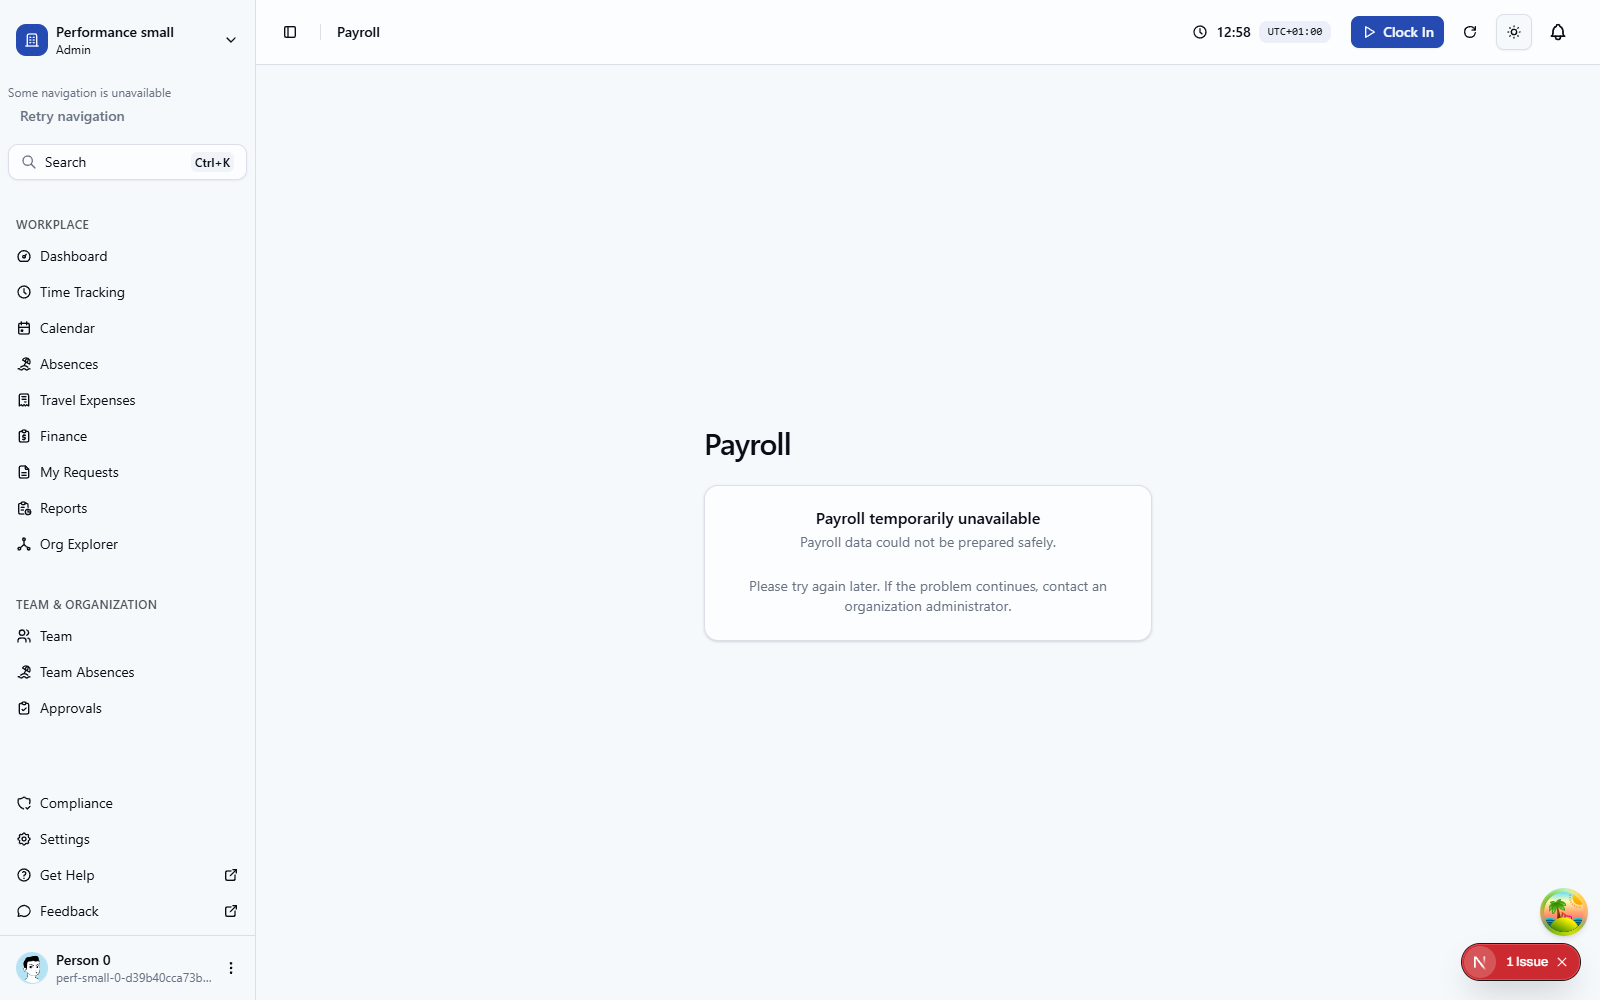 Performance small
Admin
Some navigation is unavailable
Retry navigation
Search
Ctrl+K
WORKPLACE
Dashboard
Time Tracking
Calendar
Absences
Travel Expenses
Finance
My Requests
Reports
Org Explorer
TEAM & ORGANIZATION
Team
Team Absences
Approvals
Compliance
Settings
Get Help
Feedback
Person 0
perf-small-0-d39b40cca73b...
Payroll
12:58
UTC+01:00
Clock In
Payroll
Payroll temporarily unavailable
Payroll data could not be prepared safely.
Please try again later. If the problem continues, contact an
organization administrator.
N
1 Issue